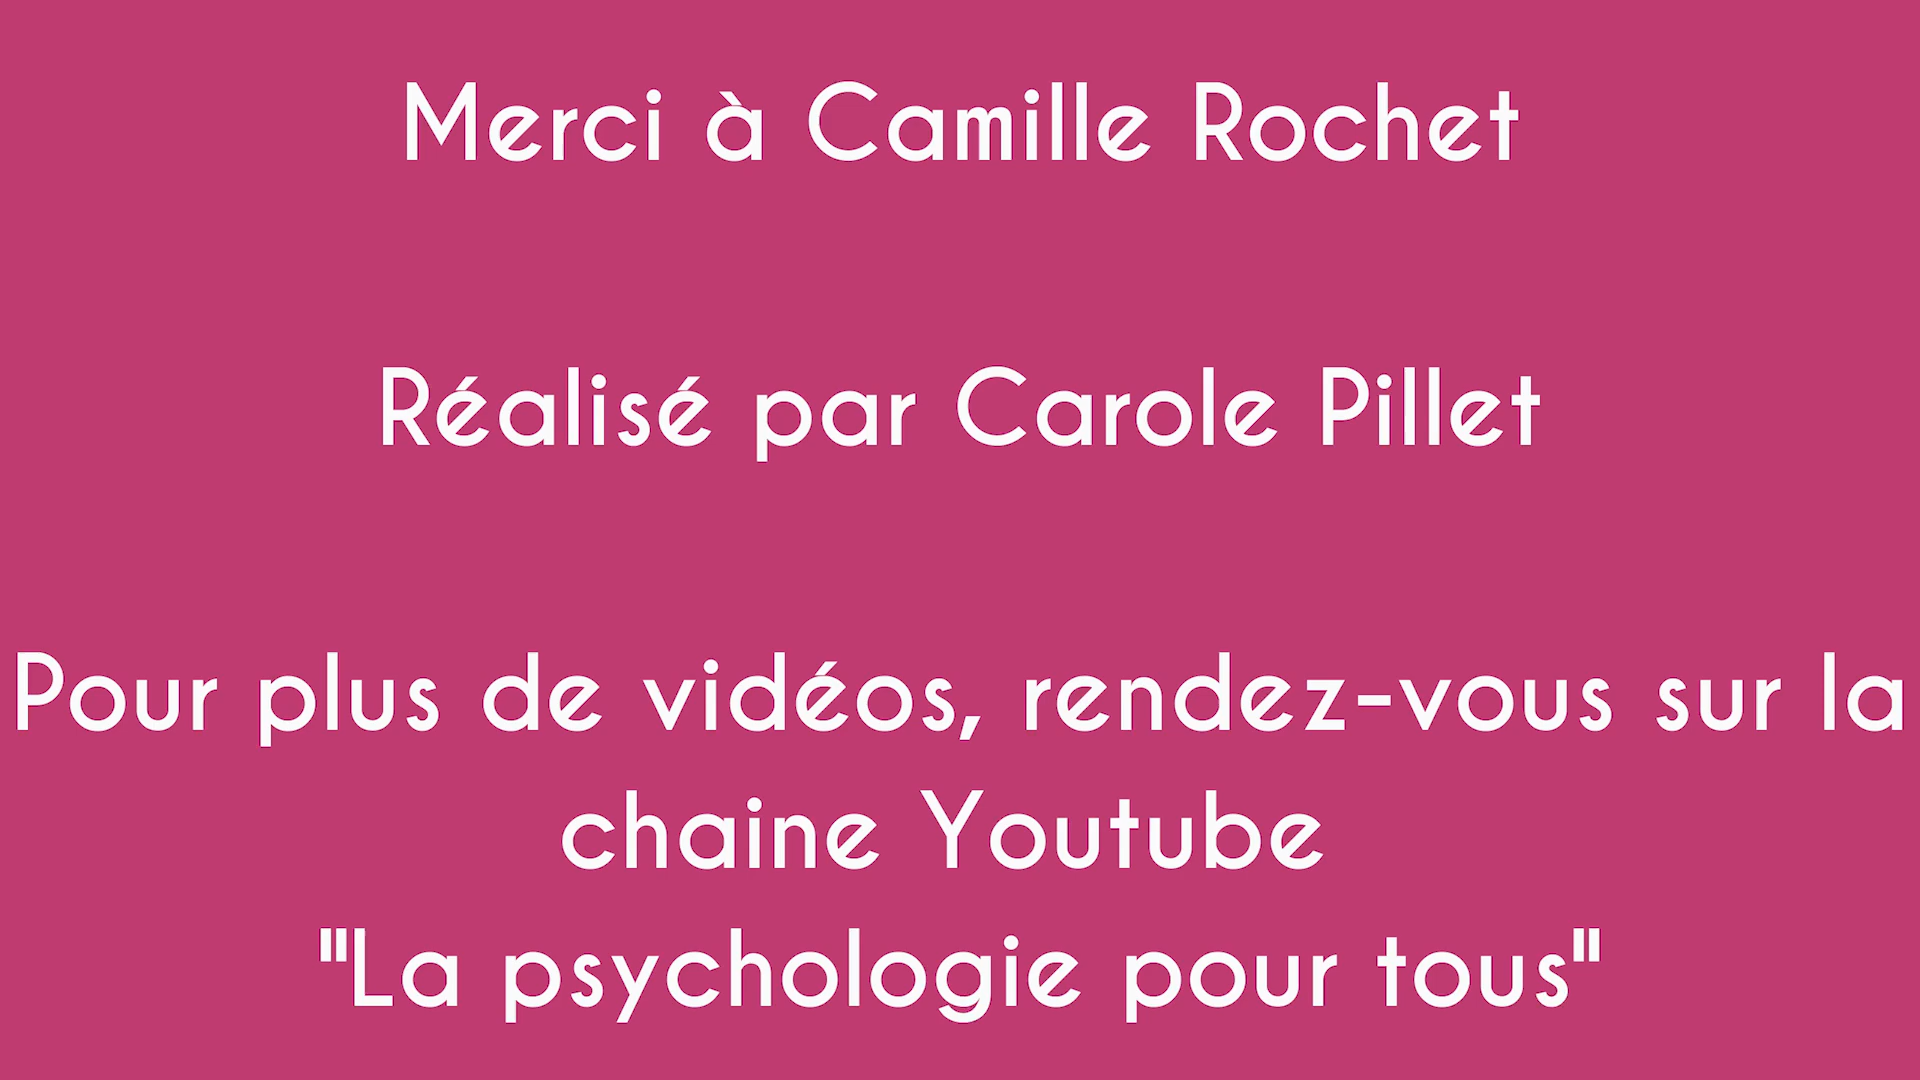 Merci à Camille Rochet
Réalisé par Carole Pillet
Pour plus de vidéos, rendez-vous sur la
chaine Youtube
"La psychologie pour tous"